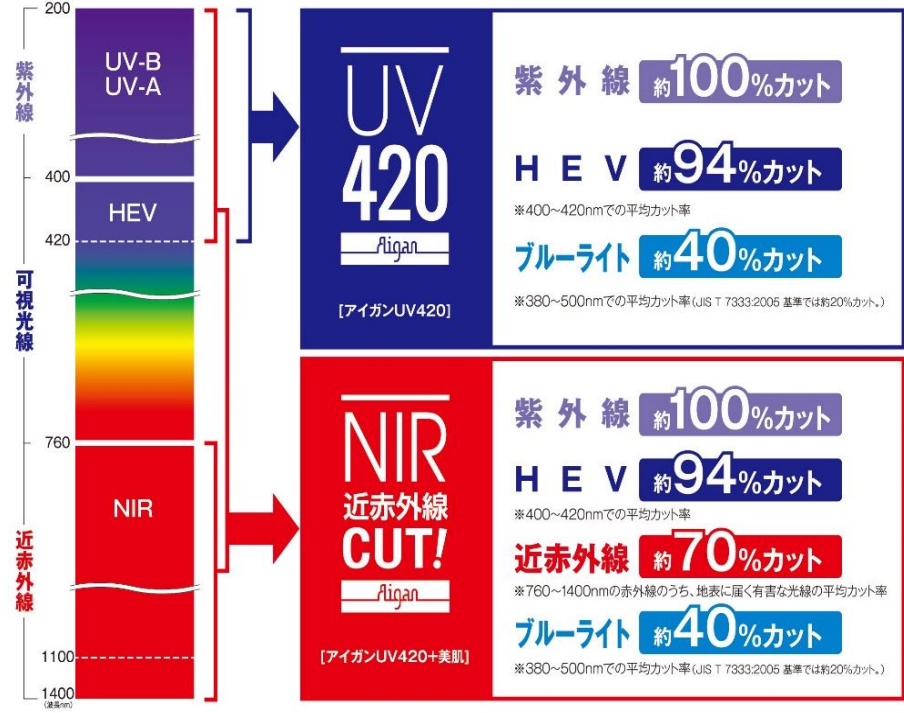 200
紫外線
UV-B
UV-A
400
HEV
420
可視光線
760
NIR
近赤外線
1100
1400
(波長nm)
UV
420
Aigan
[アイガンUV420]
紫外線 約100%カット
HEV 約94%カット
※400~420nmでの平均カット率
ブルーライト 約40%カット
※380~500nmでの平均カット率(JIS T 7333:2005 基準では約20%カット。)
NIR
近赤外線
CUT!
Aigan
[アイガンUV420+美肌]
紫外線 約100%カット
HEV 約94%カット
※400~420nmでの平均カット率
近赤外線 約70%カット
※760~1400nmの赤外線のうち、地表に届く有害な光線の平均カット率
ブルーライト 約40%カット
※380~500nmでの平均カット率(JIS T 7333:2005 基準では約20%カット。)